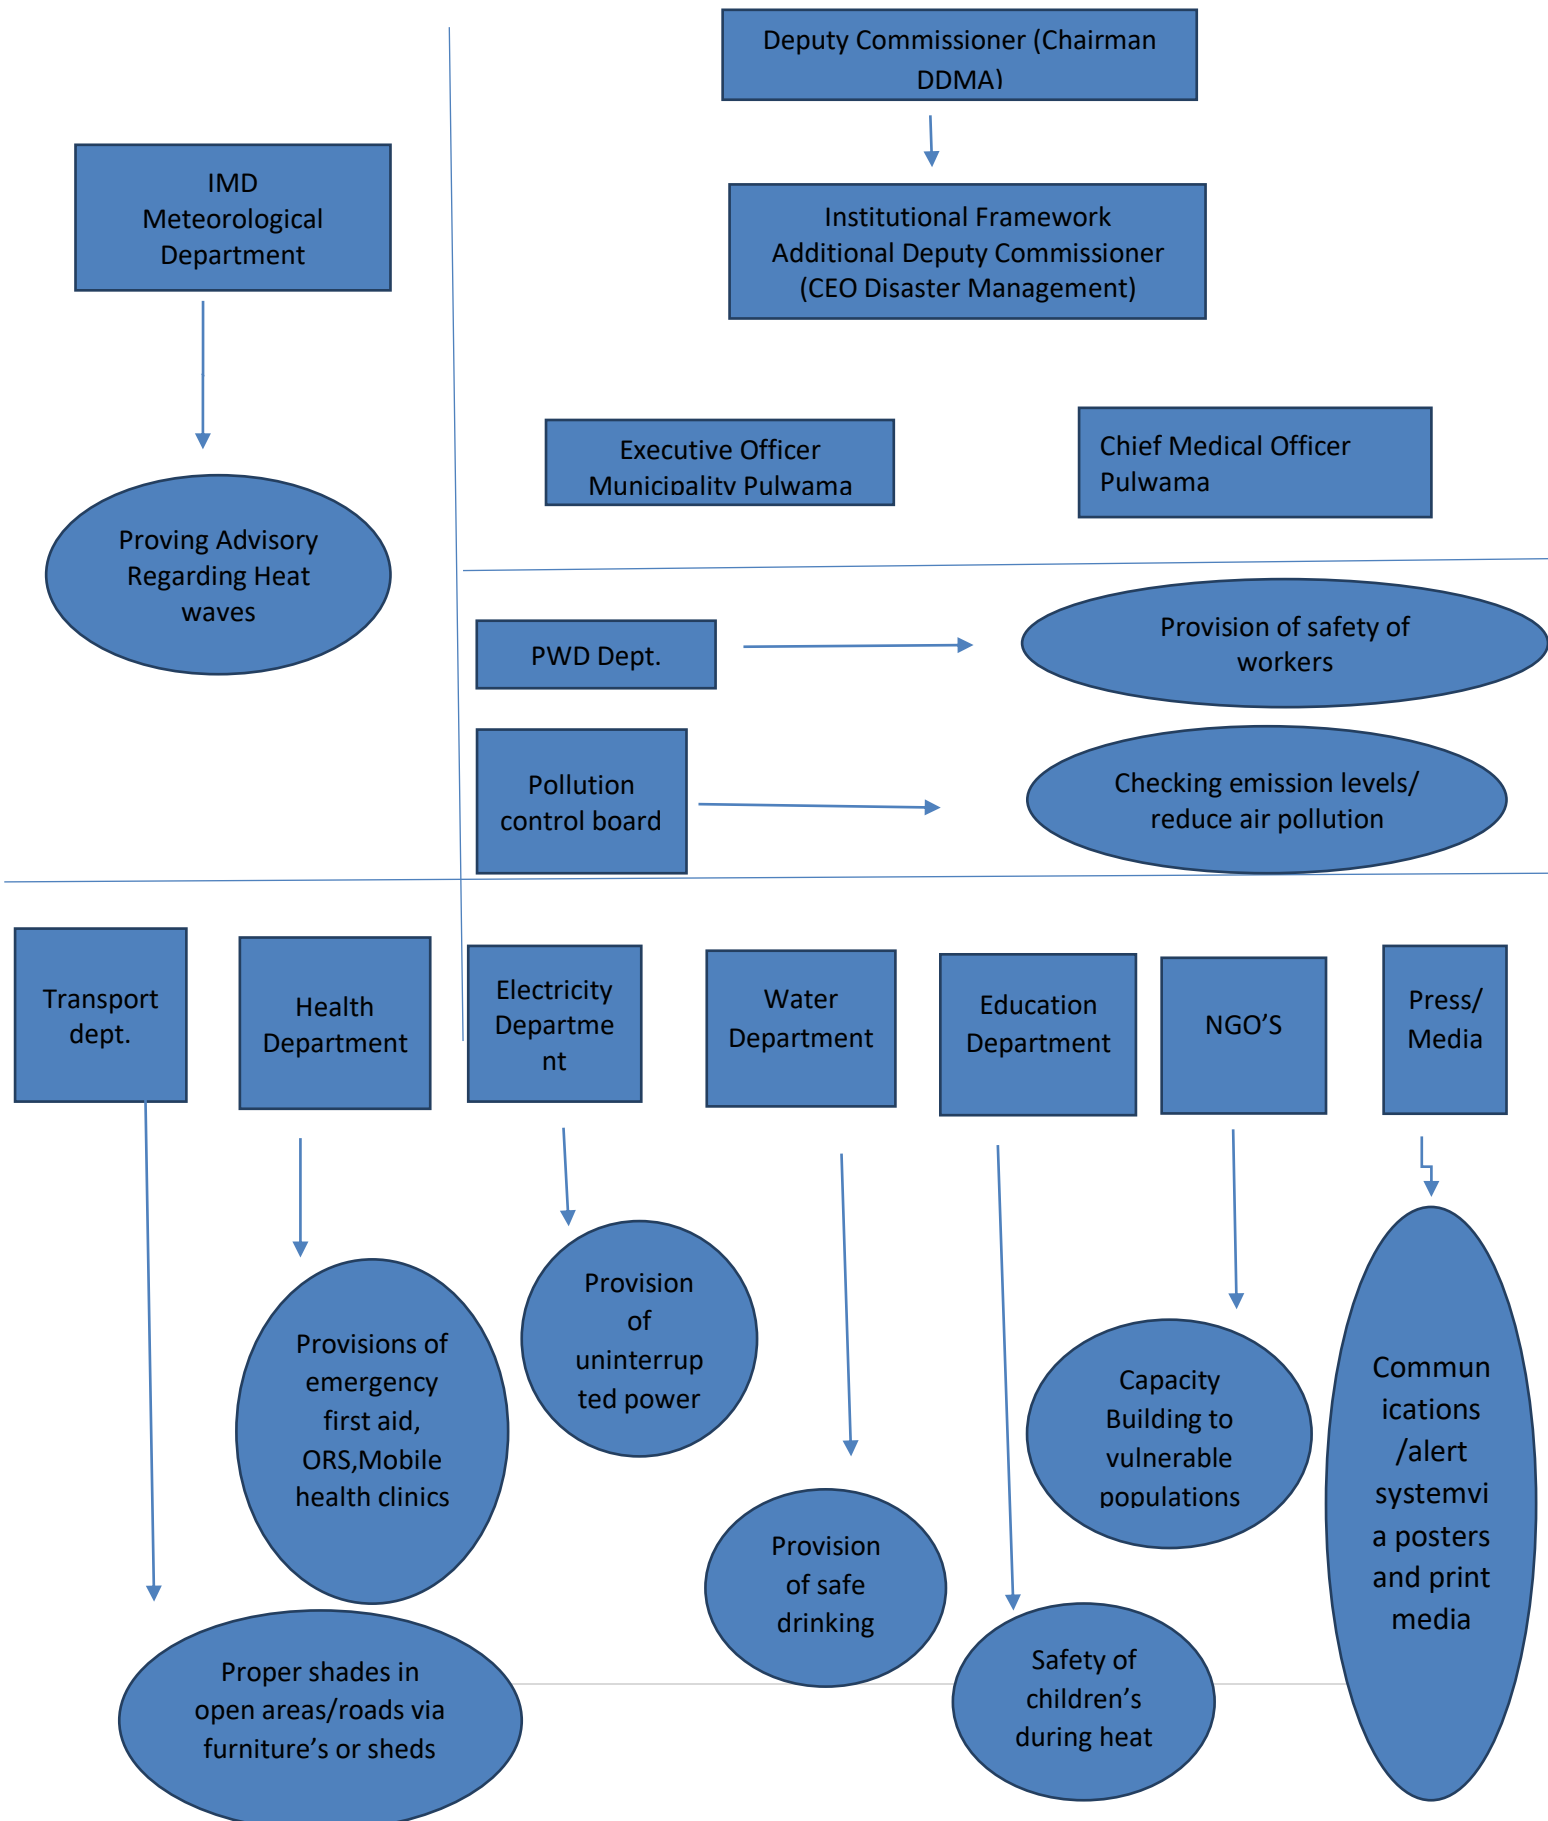 Deputy Commissioner (Chairman
DDMA)
IMD
Meteorological
Department
Institutional Framework
Additional Deputy Commissioner
(CEO Disaster Management)
Executive Officer
Municipality Pulwama
Chief Medical Officer
Pulwama
Proving Advisory
Regarding Heat
waves
PWD Dept.
Provision of safety of
workers
Pollution
control board
Checking emission levels/
reduce air pollution
Transport
dept.
Health
Department
Electricity
Departme
nt
Water
Department
Education
Department
NGO’S
Press/
Media
Provisions of
emergency
first aid,
ORS,Mobile
health clinics
Provision
of
uninterrup
ted power
Provision
of safe
drinking
Capacity
Building to
vulnerable
populations
Commun
ications
/alert
systemvi
a posters
and print
media
Proper shades in
open areas/roads via
furniture’s or sheds
Safety of
children’s
during heat